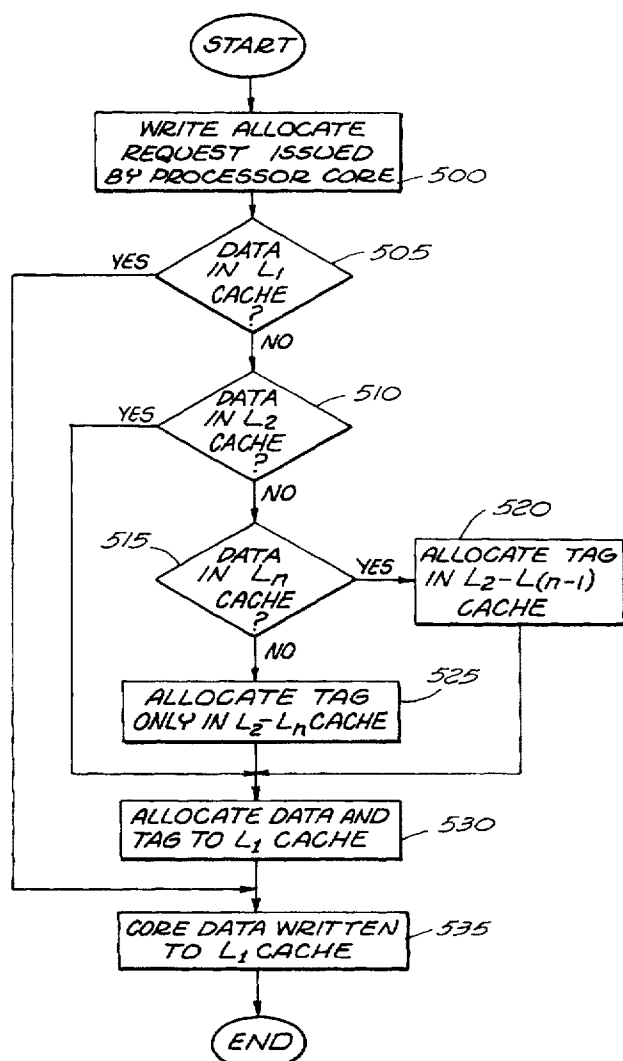 START
WRITE ALLOCATE
REQUEST ISSUED
BY PROCESSOR CORE
500
DATA
IN L1
CACHE
?
505
YES
NO
DATA
IN L2
CACHE
?
510
YES
NO
515
DATA
IN Ln
CACHE
?
YES
NO
520
ALLOCATE TAG
IN L2-L(n-1)
CACHE
525
ALLOCATE TAG
ONLY IN L2-Ln CACHE
ALLOCATE DATA AND
TAG TO L1 CACHE
530
CORE DATA WRITTEN
TO L1 CACHE
535
END